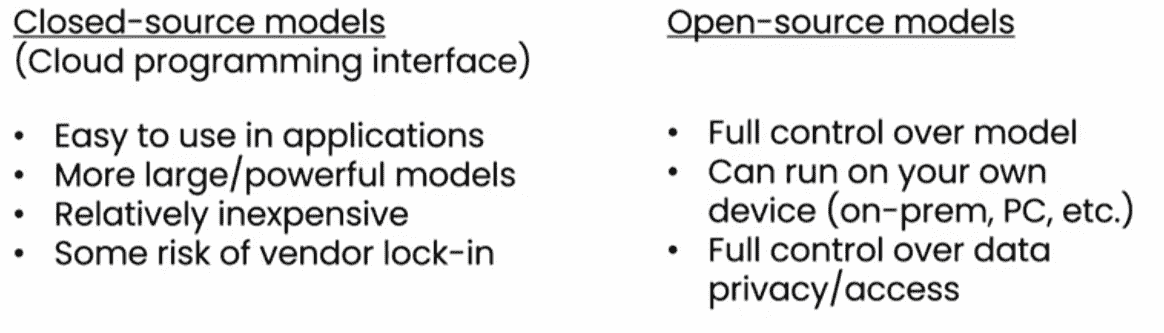 Closed-source models
(Cloud programming interface)
• Easy to use in applications
• More large/powerful models
• Relatively inexpensive
• Some risk of vendor lock-in
Open-source models
• Full control over model
• Can run on your own
device (on-prem, PC, etc.)
• Full control over data
privacy/access